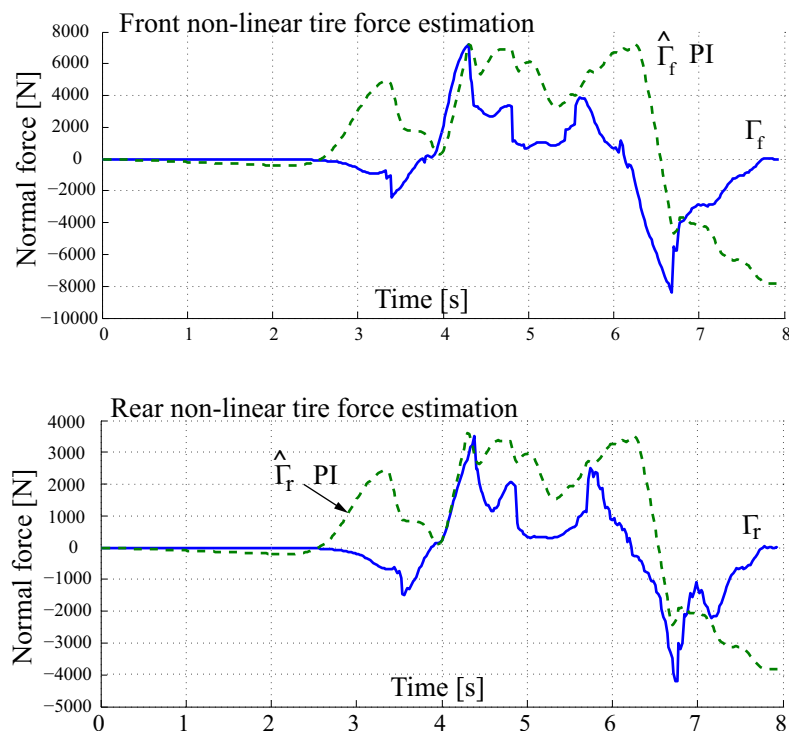 Front non-linear tire force estimation
Normal force [N]
8000
6000
4000
2000
0
−2000
−4000
−6000
−8000
−10000
Γ̂f PI
Γf
Time [s]
0 1 2 3 4 5 6 7 8
Rear non-linear tire force estimation
Normal force [N]
4000
3000
2000
1000
0
−1000
−2000
−3000
−4000
−5000
Γ̂r PI
Γr
Time [s]
0 1 2 3 4 5 6 7 8